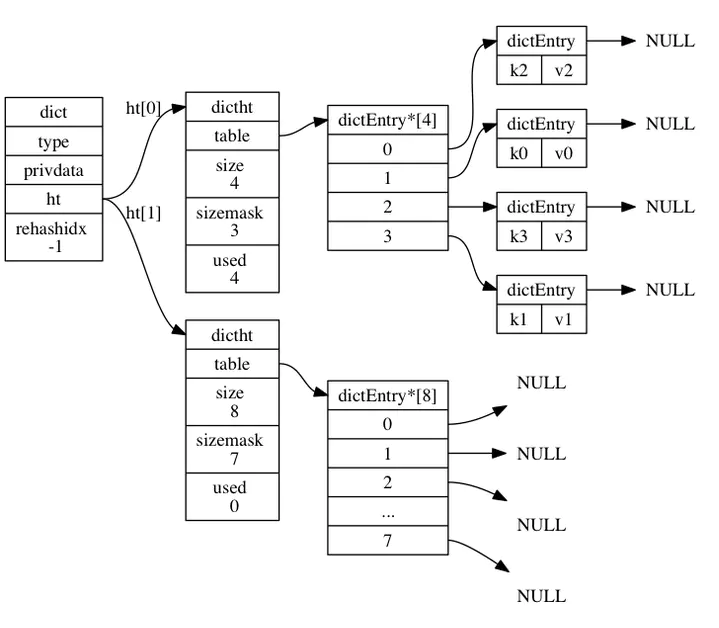 dict
type
privdata
ht
rehashidx
-1
ht[0]
ht[1]
dictht
table
size
4
sizemask
3
used
4
dictEntry*[4]
0
1
2
3
dictEntry
k2 v2
NULL
dictEntry
k0 v0
NULL
dictEntry
k3 v3
NULL
dictEntry
k1 v1
NULL
dictht
table
size
8
sizemask
7
used
0
dictEntry*[8]
0
1
2
...
7
NULL
NULL
NULL
NULL